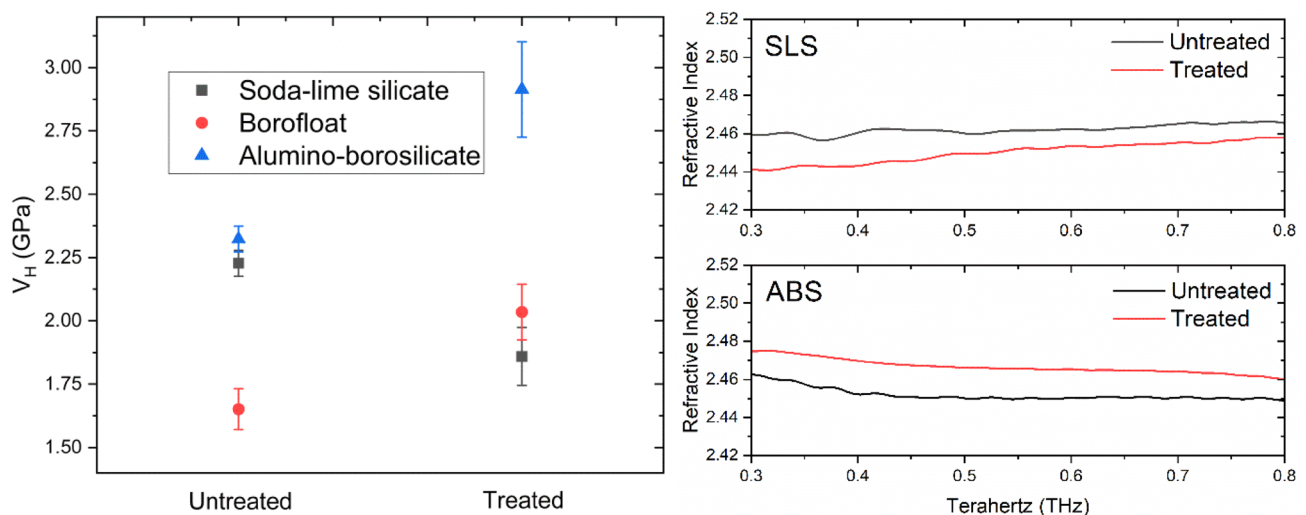 V_H (GPa)
3.00
2.75
2.50
2.25
2.00
1.75
1.50
Soda-lime silicate
Borofloat
Alumino-borosilicate
Untreated
Treated
Refractive Index
2.52
2.50
2.48
2.46
2.44
2.42
SLS
Untreated
Treated
0.3
0.4
0.5
0.6
0.7
0.8
Refractive Index
2.52
2.50
2.48
2.46
2.44
2.42
ABS
Untreated
Treated
0.3
0.4
0.5
0.6
0.7
0.8
Terahertz (THz)